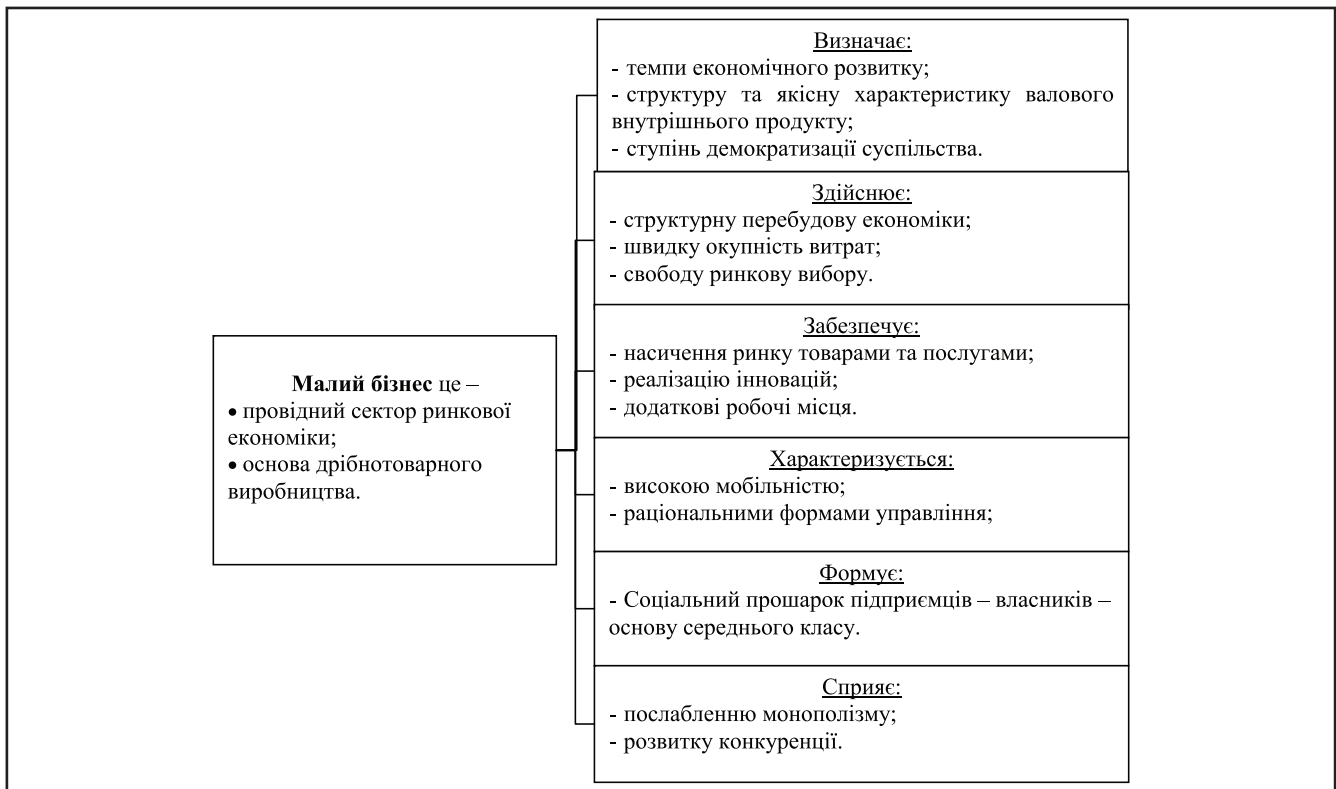 Малий бізнес це –
• провідний сектор ринкової
економіки;
• основа дрібнотоварного
виробництва.
Визначає:
- темпи економічного розвитку;
- структуру та якісну характеристику валового
внутрішнього продукту;
- ступінь демократизації суспільства.
Здійснює:
- структурну перебудову економіки;
- швидку окупність витрат;
- свободу ринкову вибору.
Забезпечує:
- насичення ринку товарами та послугами;
- реалізацію інновацій;
- додаткові робочі місця.
Характеризується:
- високою мобільністю;
- раціональними формами управління;
Формує:
- Соціальний прошарок підприємців – власників –
основу середнього класу.
Сприяє:
- послабленню монополізму;
- розвитку конкуренції.